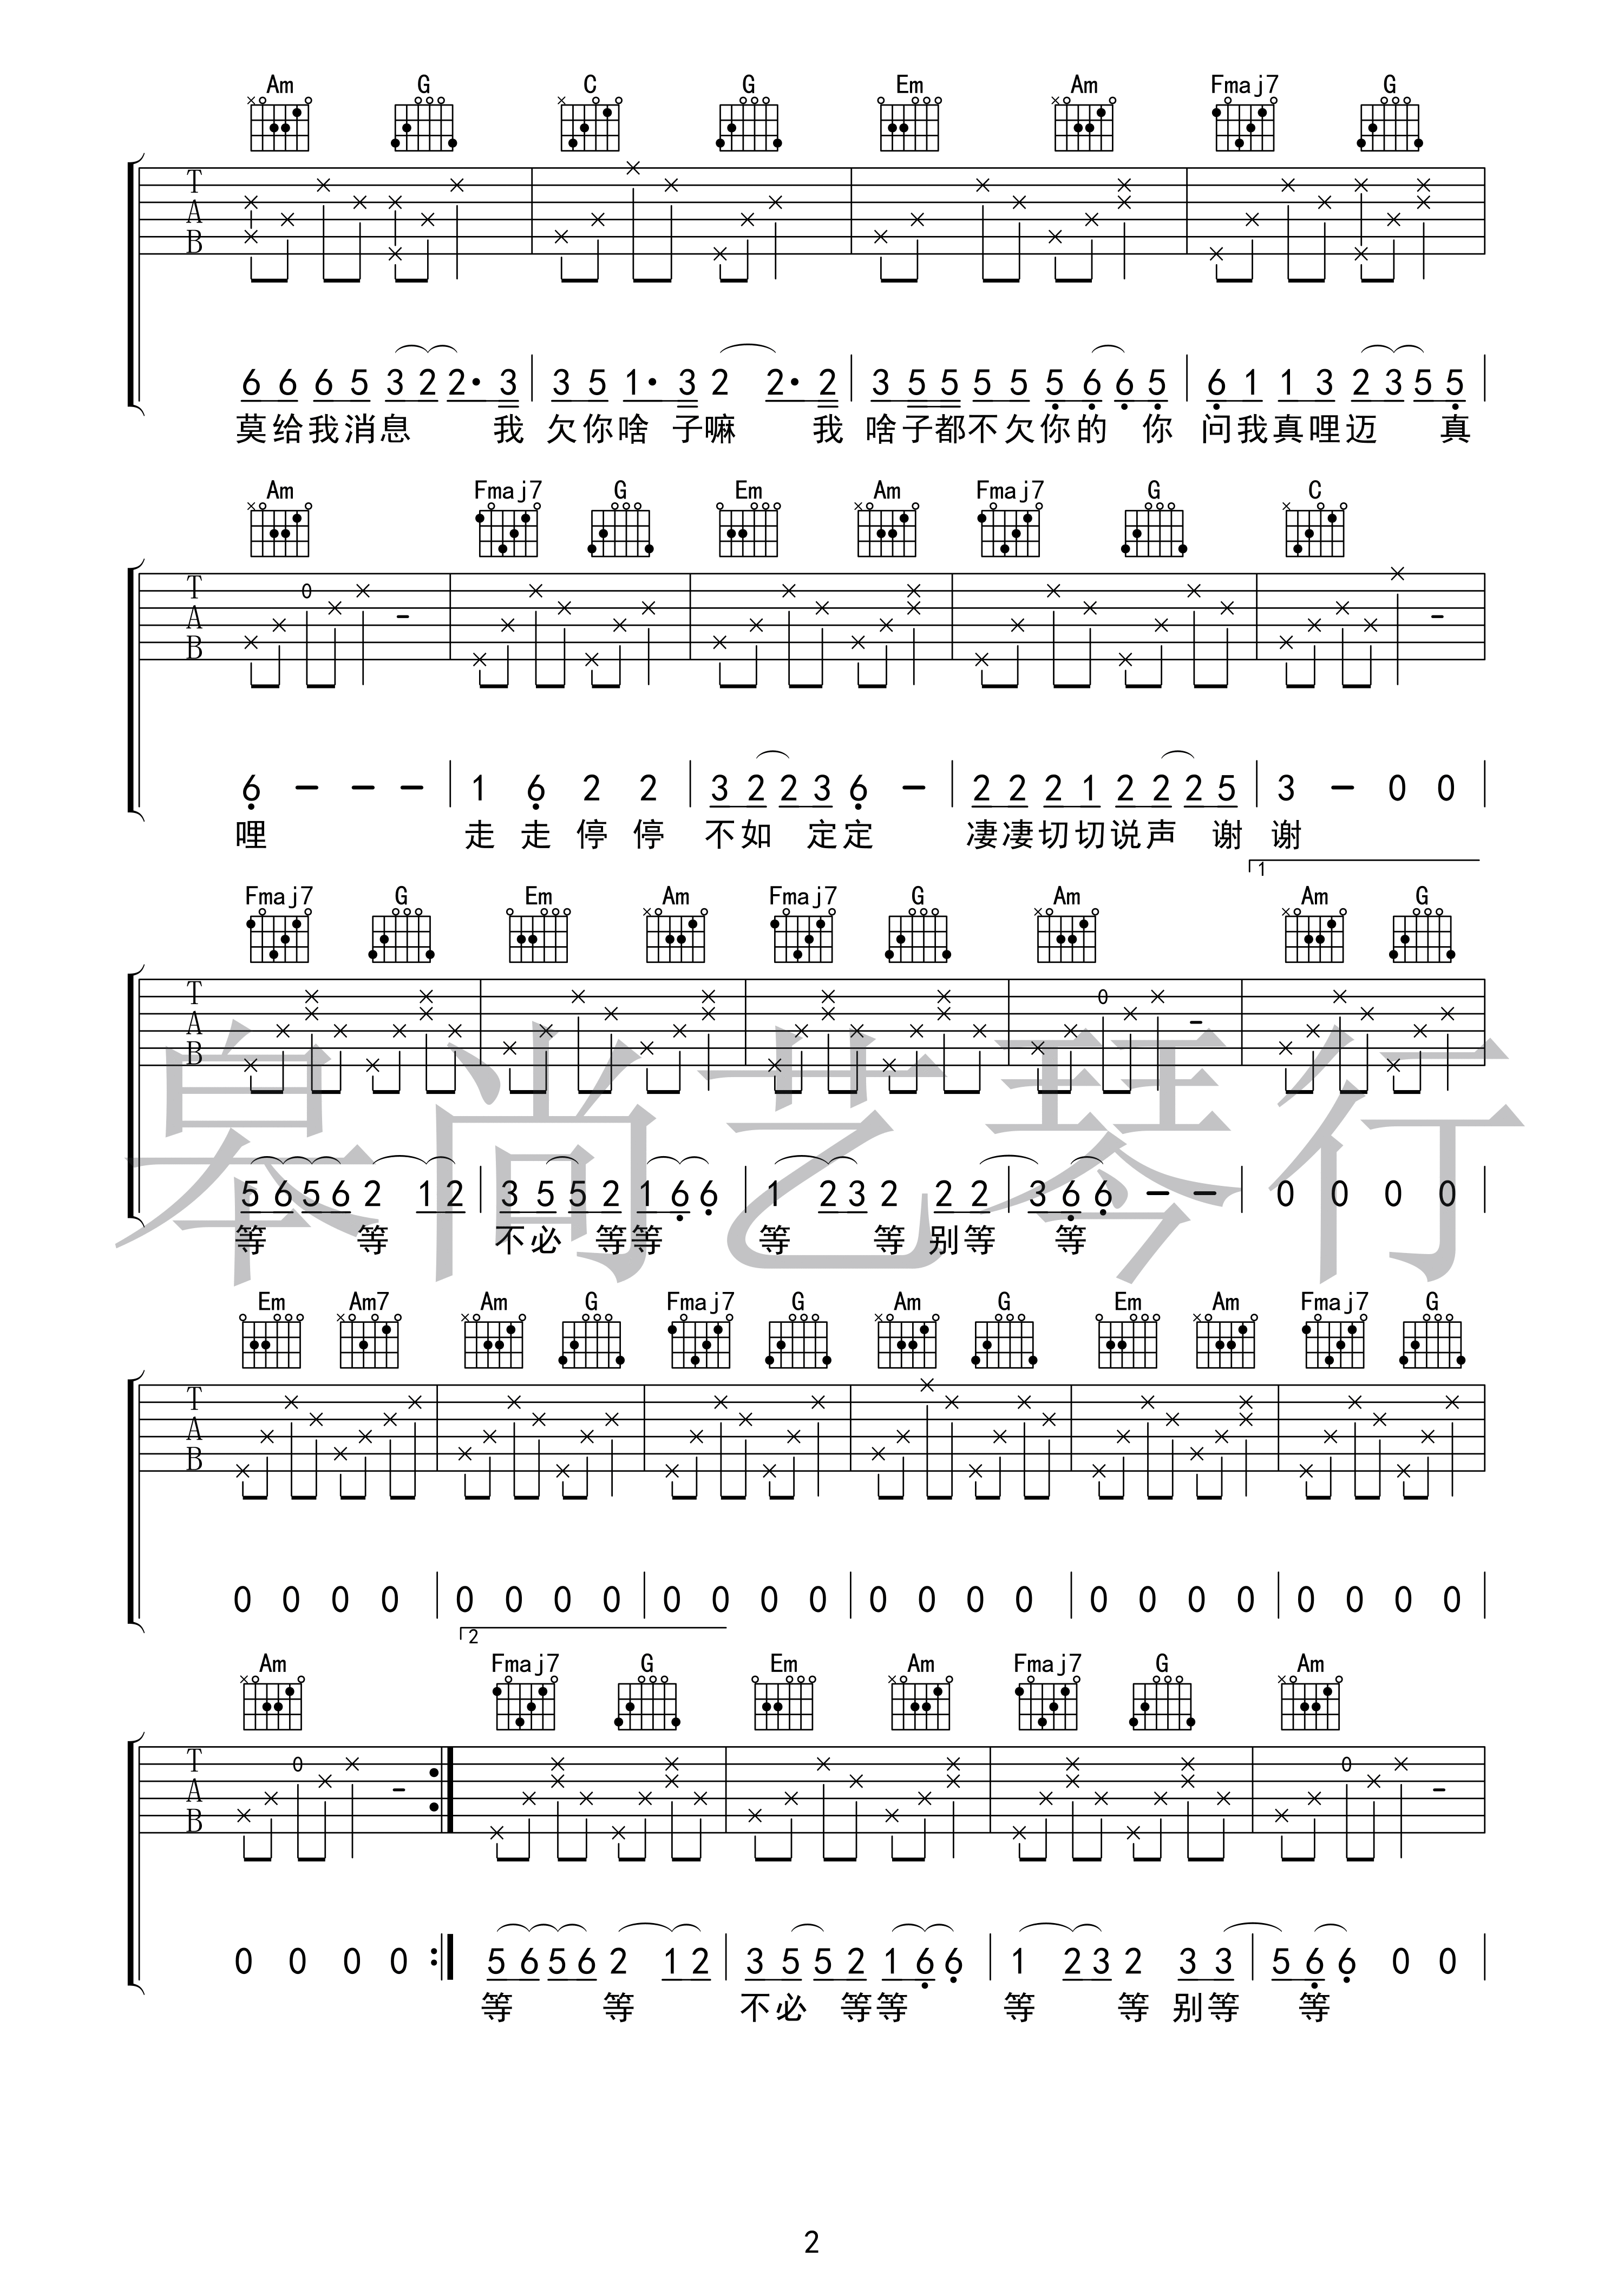 Am G C G Em Am Fmaj7 G
T A B
6 6 6 5 3 2 2· 3 | 3 5 1· 3 2 2· 2 | 3 5 5 5 5 5 6 6 5 | 6 1 1 3 2 3 5 5
莫给我消息 我 欠你啥 子嘛 我 啥子都不欠你的 你 问我真哩迈 真
Am Fmaj7 G Em Am Fmaj7 G C
T A B
0
6 - - - | 1 6 2 2 | 3 2 2 3 6 - | 2 2 2 1 2 2 2 5 | 3 - 0 0
哩 走 走 停 停 不如 定定 凄凄切切说声 谢 谢
1
Fmaj7 G Em Am Fmaj7 G Am Am G
T A B
0
5 6 5 6 2 1 2 | 3 5 5 2 1 6 6 | 1 2 3 2 2 2 | 3 6 6 - - | 0 0 0 0
等 等 不必 等等 等 等 别等 等
皋尚艺琴行
Em Am7 Am G Fmaj7 G Am G Em Am Fmaj7 G
T A B
0 0 0 0 | 0 0 0 0 | 0 0 0 0 | 0 0 0 0 | 0 0 0 0 | 0 0 0 0
2
Am Fmaj7 G Em Am Fmaj7 G Am
T A B
0 0
0 0 0 0 :| 5 6 5 6 2 1 2 | 3 5 5 2 1 6 6 | 1 2 3 2 3 3 | 5 6 6 0 0
等 等 不必 等等 等 等 别等 等
2